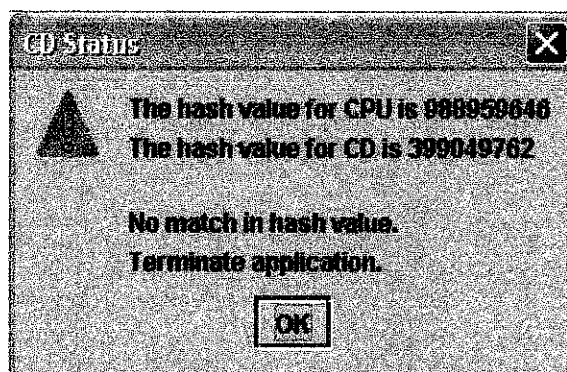 CD Status
The hash value for CPU is 988959646
The hash value for CD is 399049762
No match in hash value.
Terminate application.
OK